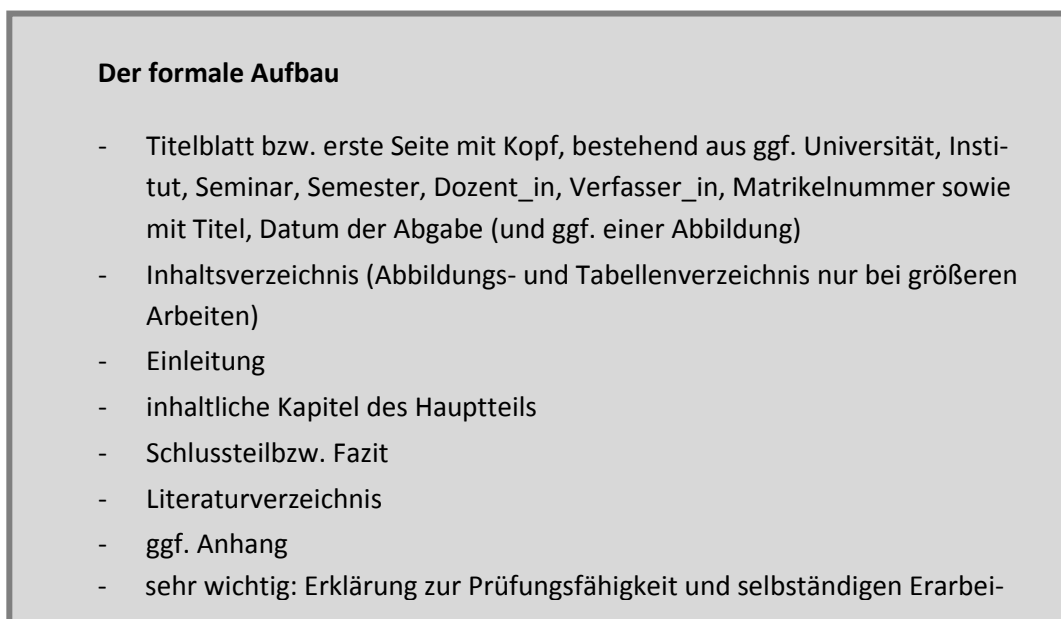 Der formale Aufbau
- Titelblatt bzw. erste Seite mit Kopf, bestehend aus ggf. Universität, Insti-
tut, Seminar, Semester, Dozent_in, Verfasser_in, Matrikelnummer sowie
mit Titel, Datum der Abgabe (und ggf. einer Abbildung)
- Inhaltsverzeichnis (Abbildungs- und Tabellenverzeichnis nur bei größeren
Arbeiten)
- Einleitung
- inhaltliche Kapitel des Hauptteils
- Schlussteilbzw. Fazit
- Literaturverzeichnis
- ggf. Anhang
- sehr wichtig: Erklärung zur Prüfungsfähigkeit und selbständigen Erarbei-